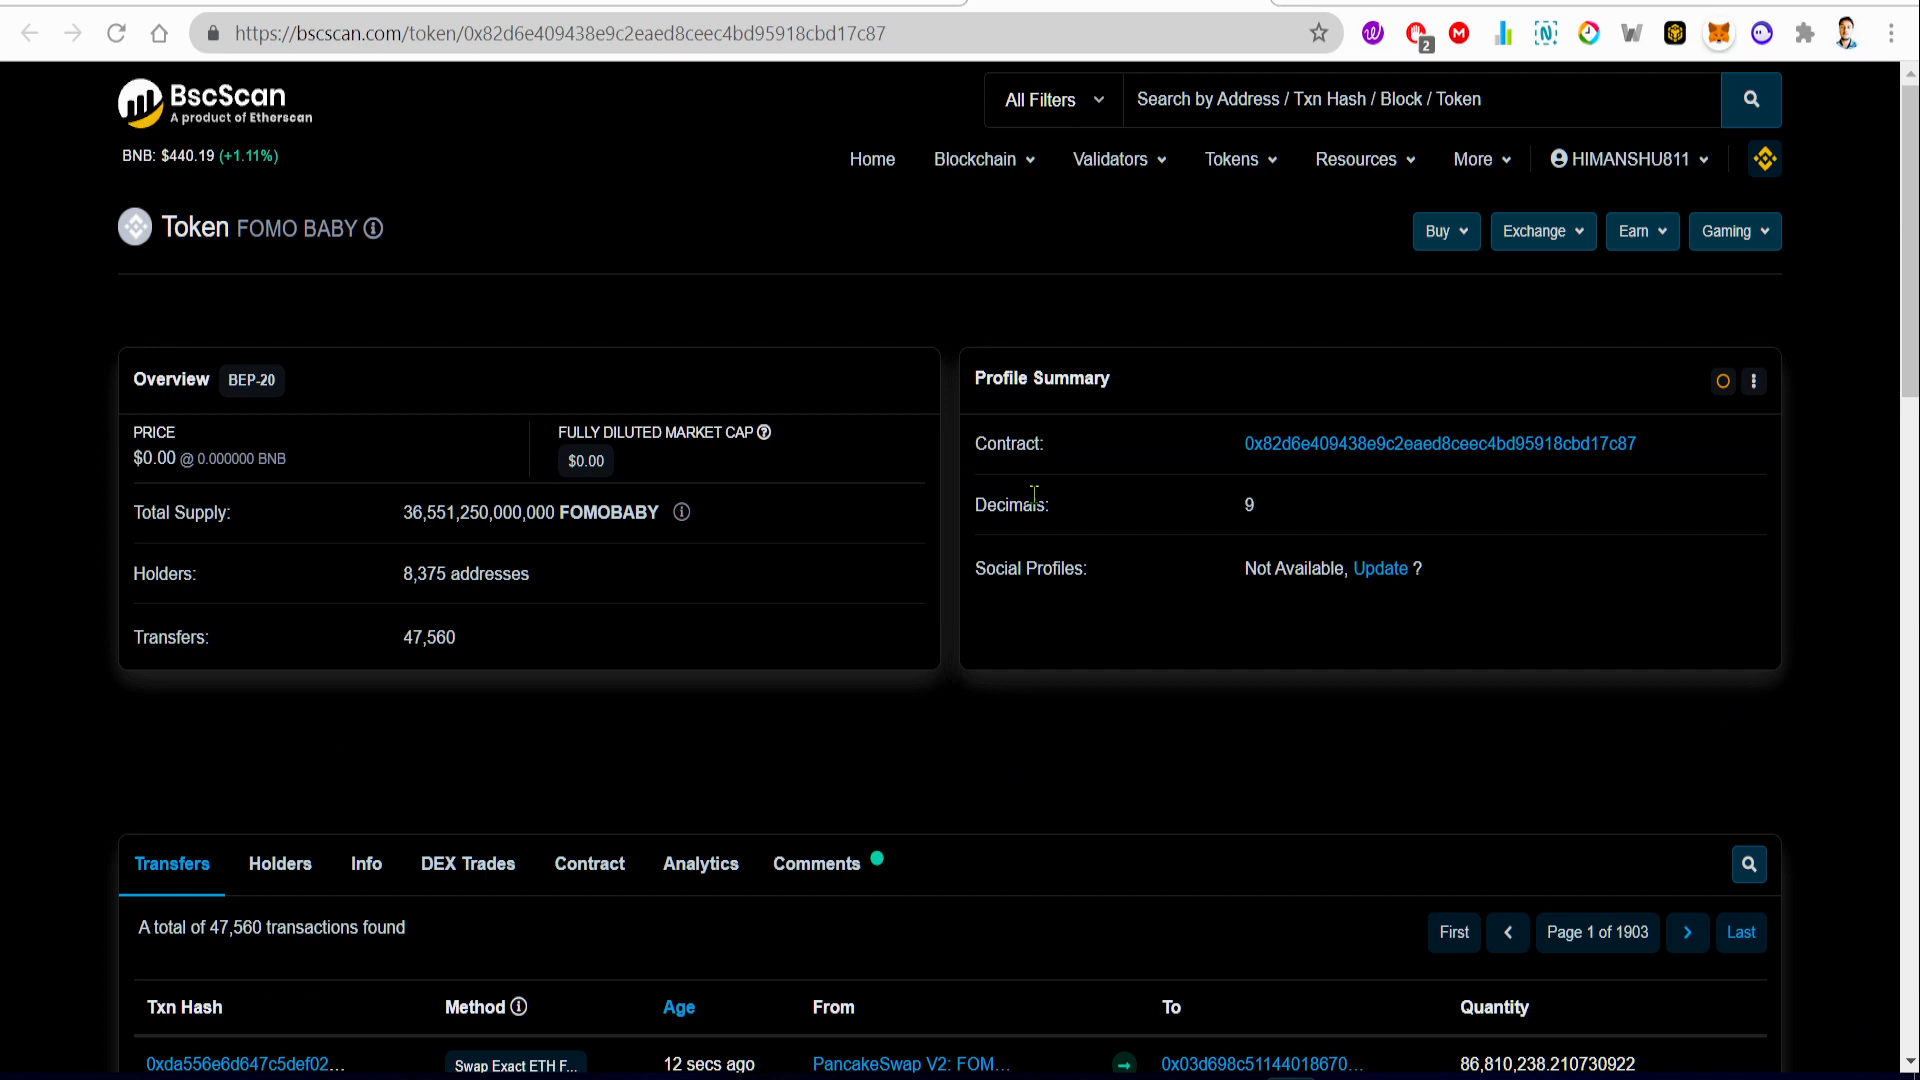 https://bscscan.com/token/0x82d6e409438e9c2eaed8ceec4bd95918cbd17c87
2
BscScan
A product of Etherscan
All Filters
Search by Address / Txn Hash / Block / Token
BNB: $440.19 (+1.11%)
Home Blockchain Validators Tokens Resources More HIMANSHU811
Token FOMO BABY
Buy Exchange Earn Gaming
Overview BEP-20
PRICE
$0.00 @ 0.000000 BNB
FULLY DILUTED MARKET CAP
$0.00
Total Supply: 36,551,250,000,000 FOMOBABY
Holders: 8,375 addresses
Transfers: 47,560
Profile Summary
Contract: 0x82d6e409438e9c2eaed8ceec4bd95918cbd17c87
Decimals: 9
Social Profiles: Not Available, Update ?
Transfers Holders Info DEX Trades Contract Analytics Comments
A total of 47,560 transactions found
First Page 1 of 1903 Last
Txn Hash Method Age From To Quantity
0xda556e6d647c5def02... Swap Exact ETH F... 12 secs ago PancakeSwap V2: FOM... 0x03d698c51144018670... 86,810,238.210730922